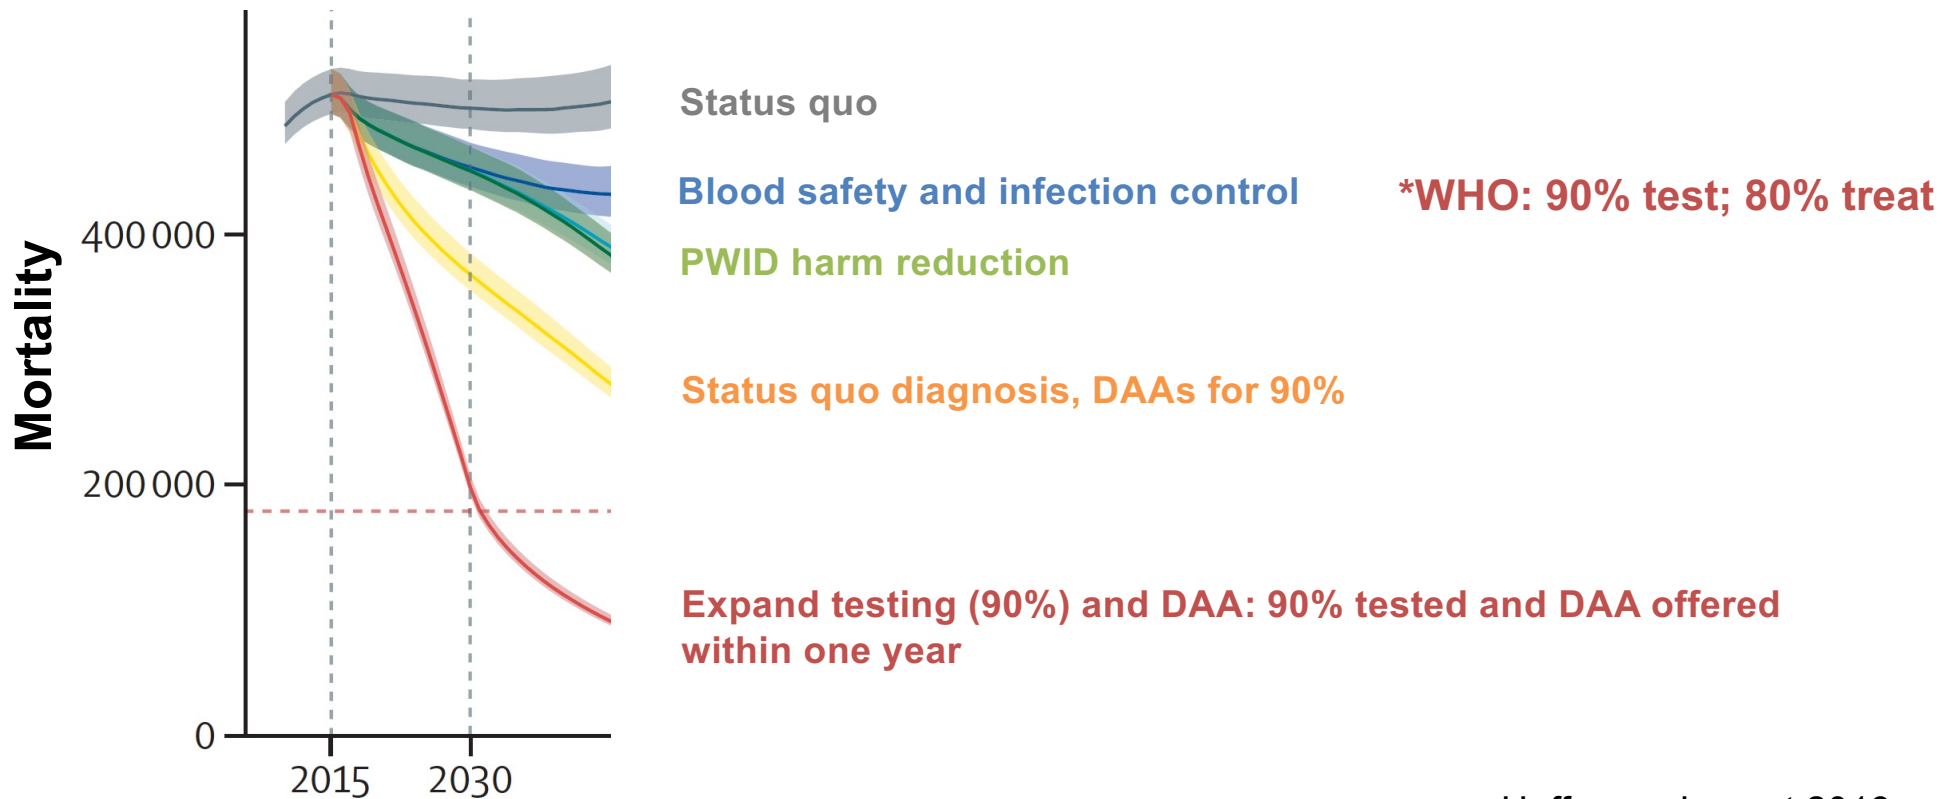 Status quo
Blood safety and infection control
*WHO: 90% test; 80% treat
400 000
PWID harm reduction
Mortality
Status quo diagnosis, DAAs for 90%
200 000
Expand testing (90%) and DAA: 90% tested and DAA offered
within one year
0
2015 2030